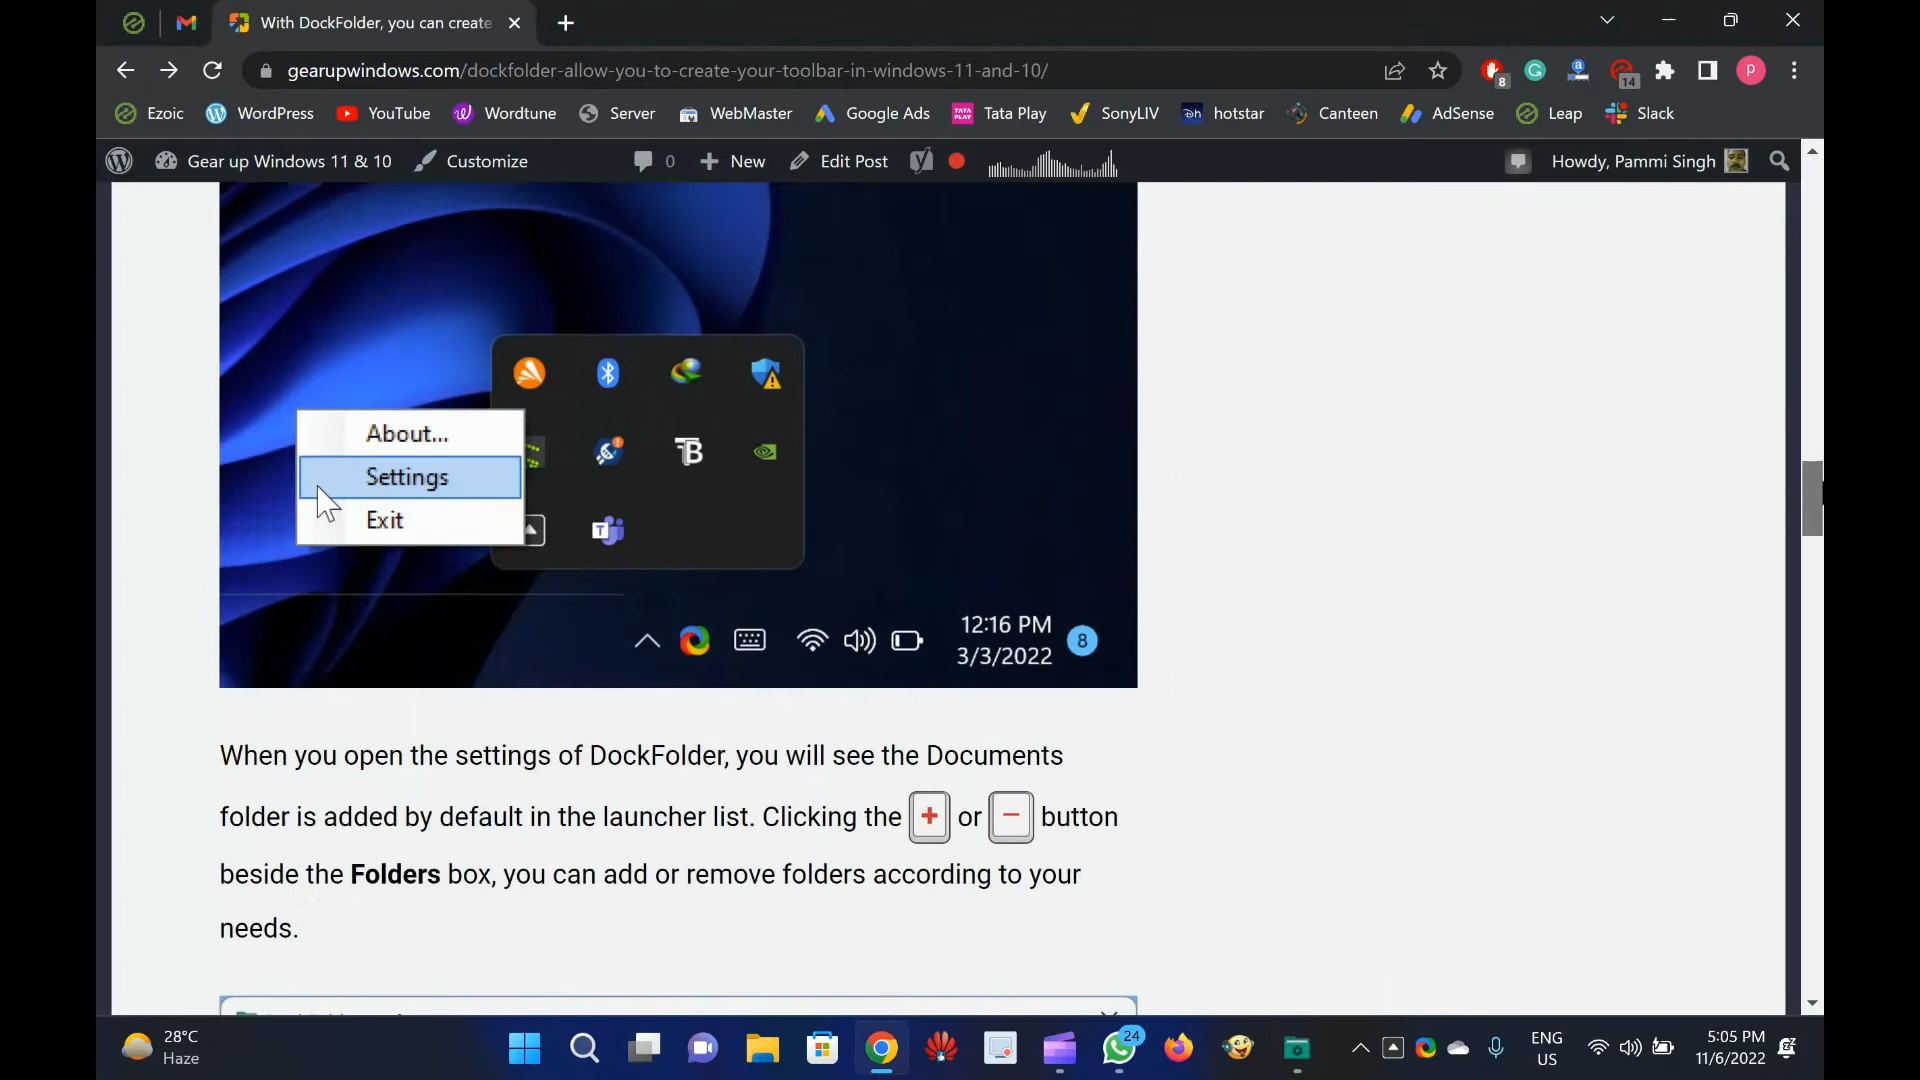 With DockFolder, you can create
gearupwindows.com/dockfolder-allow-you-to-create-your-toolbar-in-windows-11-and-10/
8
14
P
Ezoic WordPress YouTube Wordtune Server WebMaster Google Ads TATA PLAY Tata Play SonyLIV Dh hotstar Canteen AdSense Leap Slack
Gear up Windows 11 & 10 Customize 0 New Edit Post Howdy, Pammi Singh
About...
Settings
Exit
B
T
12:16 PM
3/3/2022
8
When you open the settings of DockFolder, you will see the Documents
folder is added by default in the launcher list. Clicking the + or − button
beside the Folders box, you can add or remove folders according to your
needs.
28°C
Haze
24
ENG
US
5:05 PM
11/6/2022